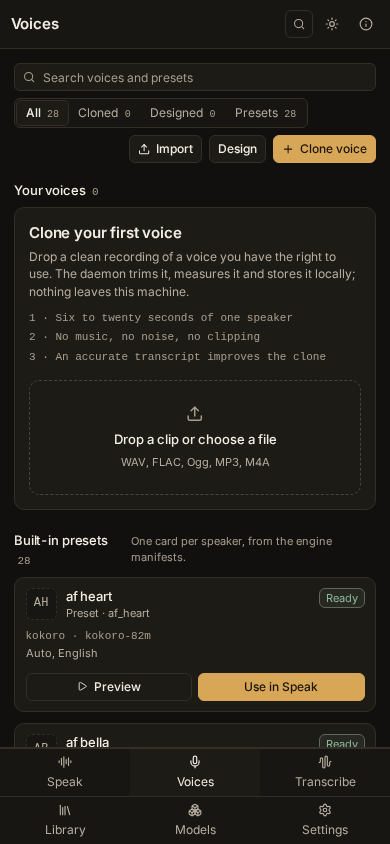 Voices
Search voices and presets
All 28 Cloned 0 Designed 0 Presets 28
Import Design + Clone voice
Your voices 0
Clone your first voice
Drop a clean recording of a voice you have the right to
use. The daemon trims it, measures it and stores it locally;
nothing leaves this machine.
1 · Six to twenty seconds of one speaker
2 · No music, no noise, no clipping
3 · An accurate transcript improves the clone
Drop a clip or choose a file
WAV, FLAC, Ogg, MP3, M4A
Built-in presets
28
One card per speaker, from the engine
manifests.
AH
af heart
Ready
Preset · af_heart
kokoro · kokoro-82m
Auto, English
Preview Use in Speak
af bella
Ready
Speak Voices Transcribe
Library Models Settings